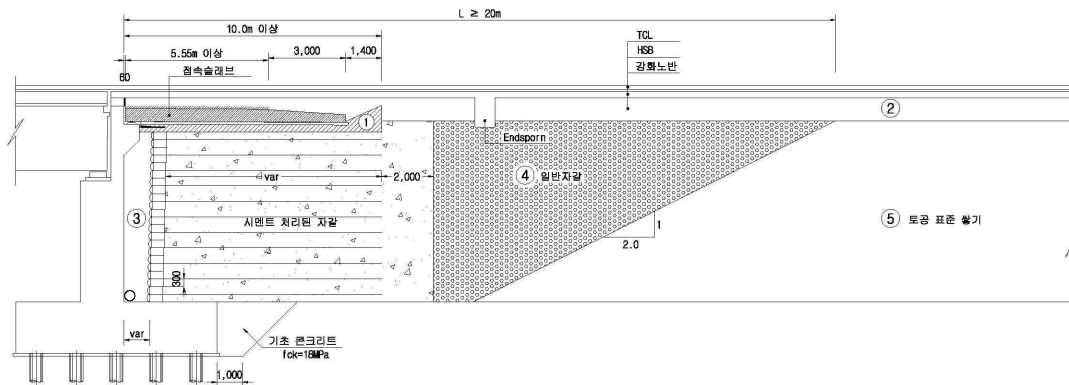 L ≥ 20m
10.0m 이상
5.55m 이상
3,000
1,400
60
접속슬래브
TCL
HSB
강화노반
①
②
Endsporn
var
2,000
④ 일반자갈
③
시멘트 처리된 자갈
⑤ 토공 표준 쌓기
1
2.0
300
var
기초 콘크리트
fck=18MPa
1,000